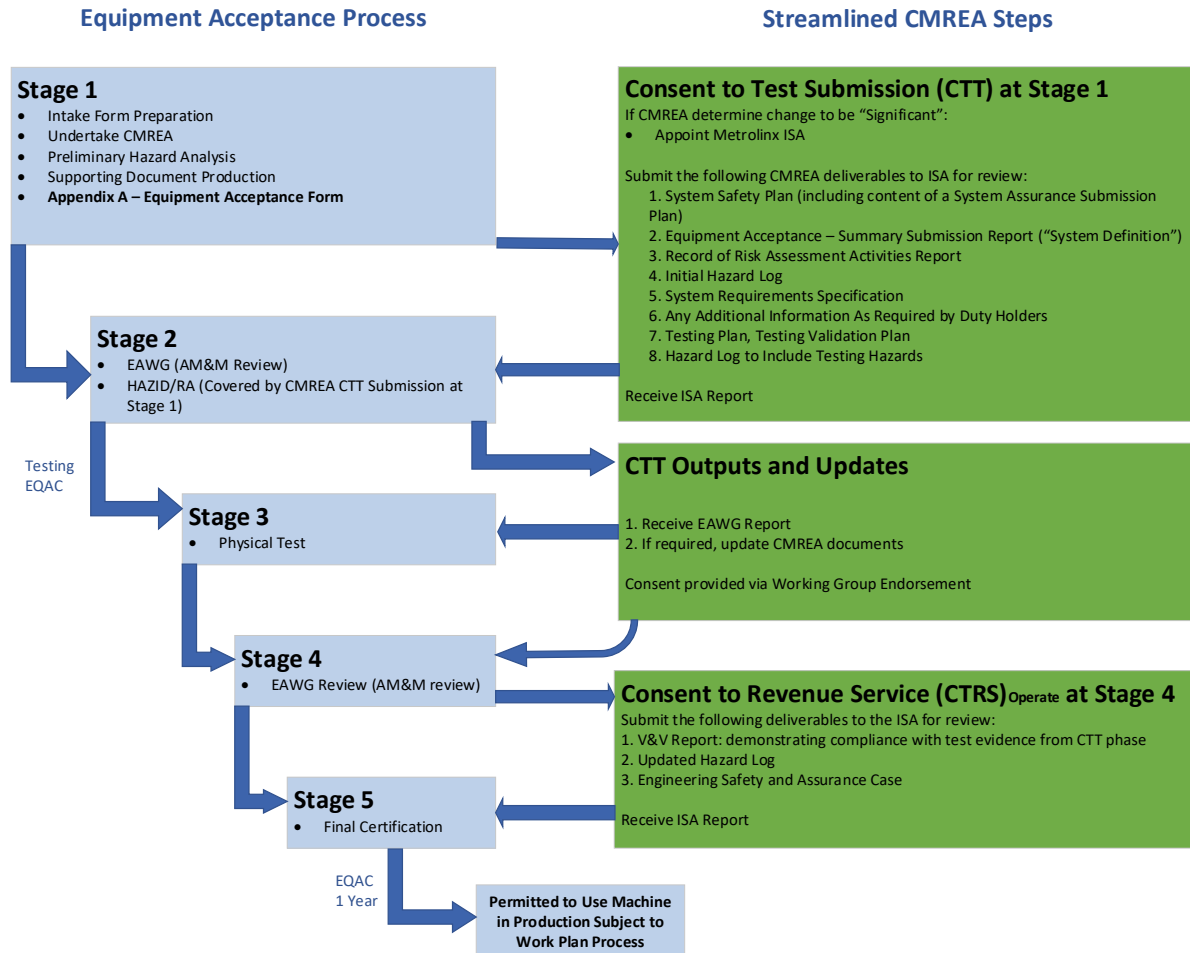 Equipment Acceptance Process
Streamlined CMREA Steps
Stage 1
• Intake Form Preparation
• Undertake CMREA
• Preliminary Hazard Analysis
• Supporting Document Production
• Appendix A – Equipment Acceptance Form
Consent to Test Submission (CTT) at Stage 1
If CMREA determine change to be “Significant”:
• Appoint Metrolinx ISA
Submit the following CMREA deliverables to ISA for review:
1. System Safety Plan (including content of a System Assurance Submission
Plan)
2. Equipment Acceptance – Summary Submission Report (“System Definition”)
3. Record of Risk Assessment Activities Report
4. Initial Hazard Log
5. System Requirements Specification
6. Any Additional Information As Required by Duty Holders
7. Testing Plan, Testing Validation Plan
8. Hazard Log to Include Testing Hazards
Receive ISA Report
Stage 2
• EAWG (AM&M Review)
• HAZID/RA (Covered by CMREA CTT Submission at
Stage 1)
Testing
EQAC
CTT Outputs and Updates
1. Receive EAWG Report
2. If required, update CMREA documents
Consent provided via Working Group Endorsement
Stage 3
• Physical Test
Stage 4
• EAWG Review (AM&M review)
Consent to Revenue Service (CTRS)Operate at Stage 4
Submit the following deliverables to the ISA for review:
1. V&V Report: demonstrating compliance with test evidence from CTT phase
2. Updated Hazard Log
3. Engineering Safety and Assurance Case
Receive ISA Report
Stage 5
• Final Certification
EQAC
1 Year
Permitted to Use Machine
in Production Subject to
Work Plan Process